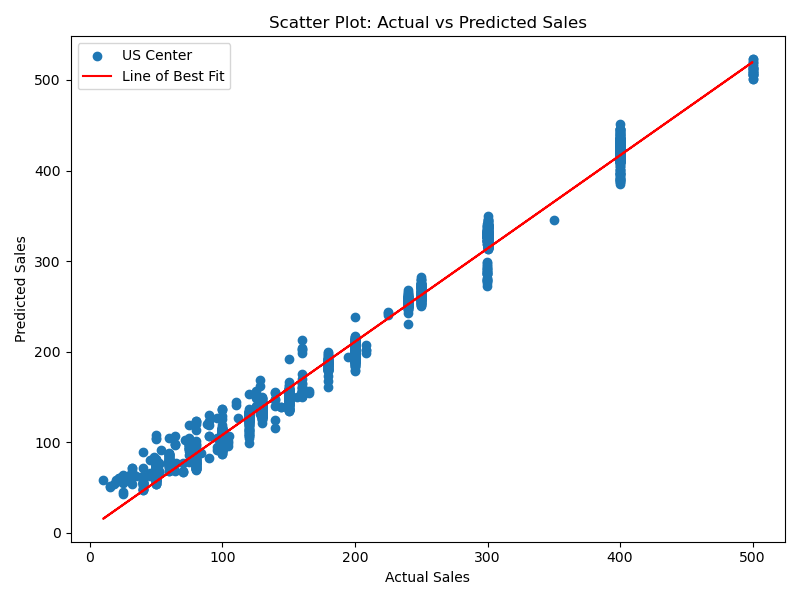 Scatter Plot: Actual vs Predicted Sales
US Center
Line of Best Fit
Predicted Sales
500
400
300
200
100
0
0 100 200 300 400 500
Actual Sales